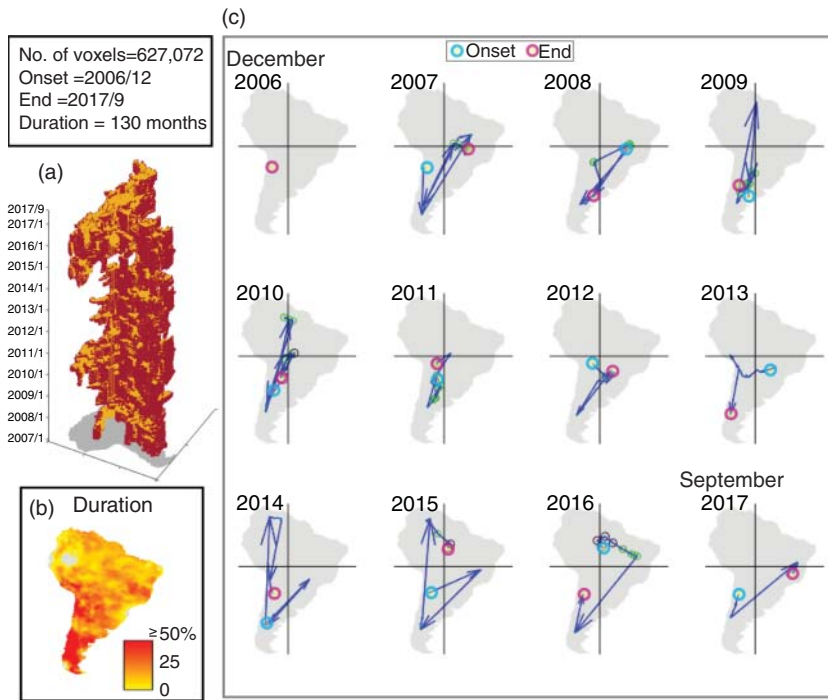 (c)
No. of voxels=627,072
Onset =2006/12
End =2017/9
Duration = 130 months
(a)
2017/9
2017/1
2016/1
2015/1
2014/1
2013/1
2012/1
2011/1
2010/1
2009/1
2008/1
2007/1
(b) Duration
≥50%
25
0
Onset End
December
2006 2007 2008 2009
2010 2011 2012 2013
September
2014 2015 2016 2017